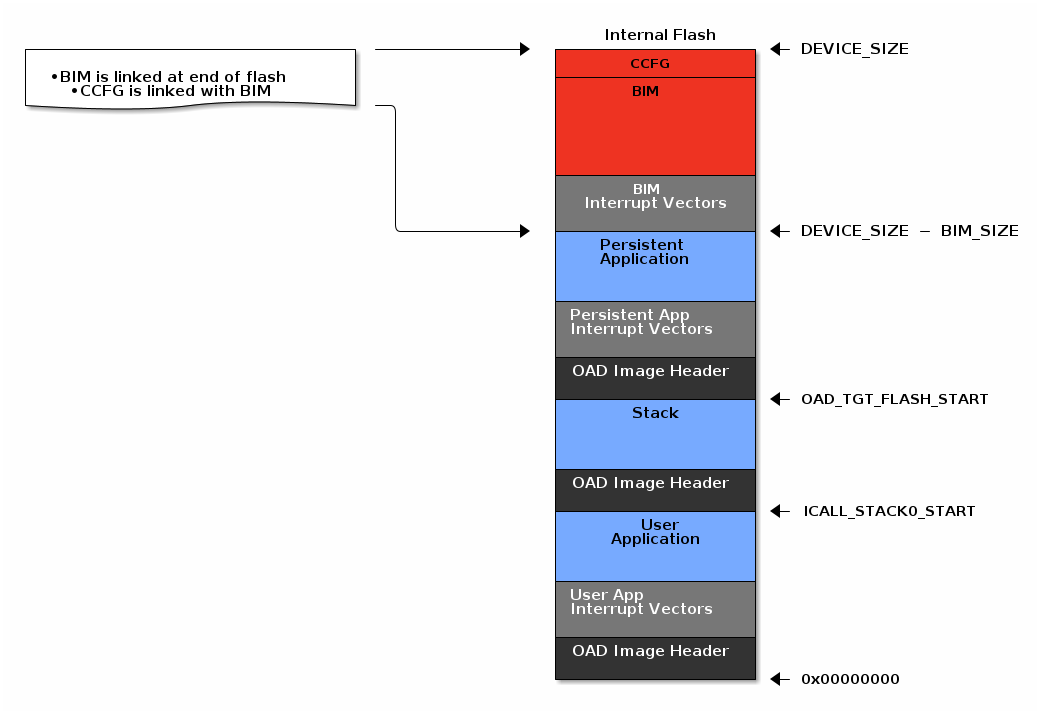 Internal Flash
•BIM is linked at end of flash
•CCFG is linked with BIM
CCFG
BIM
BIM
Interrupt Vectors
Persistent
Application
Persistent App
Interrupt Vectors
OAD Image Header
Stack
OAD Image Header
User
Application
User App
Interrupt Vectors
OAD Image Header
DEVICE_SIZE
DEVICE_SIZE – BIM_SIZE
OAD_TGT_FLASH_START
ICALL_STACK0_START
0x00000000